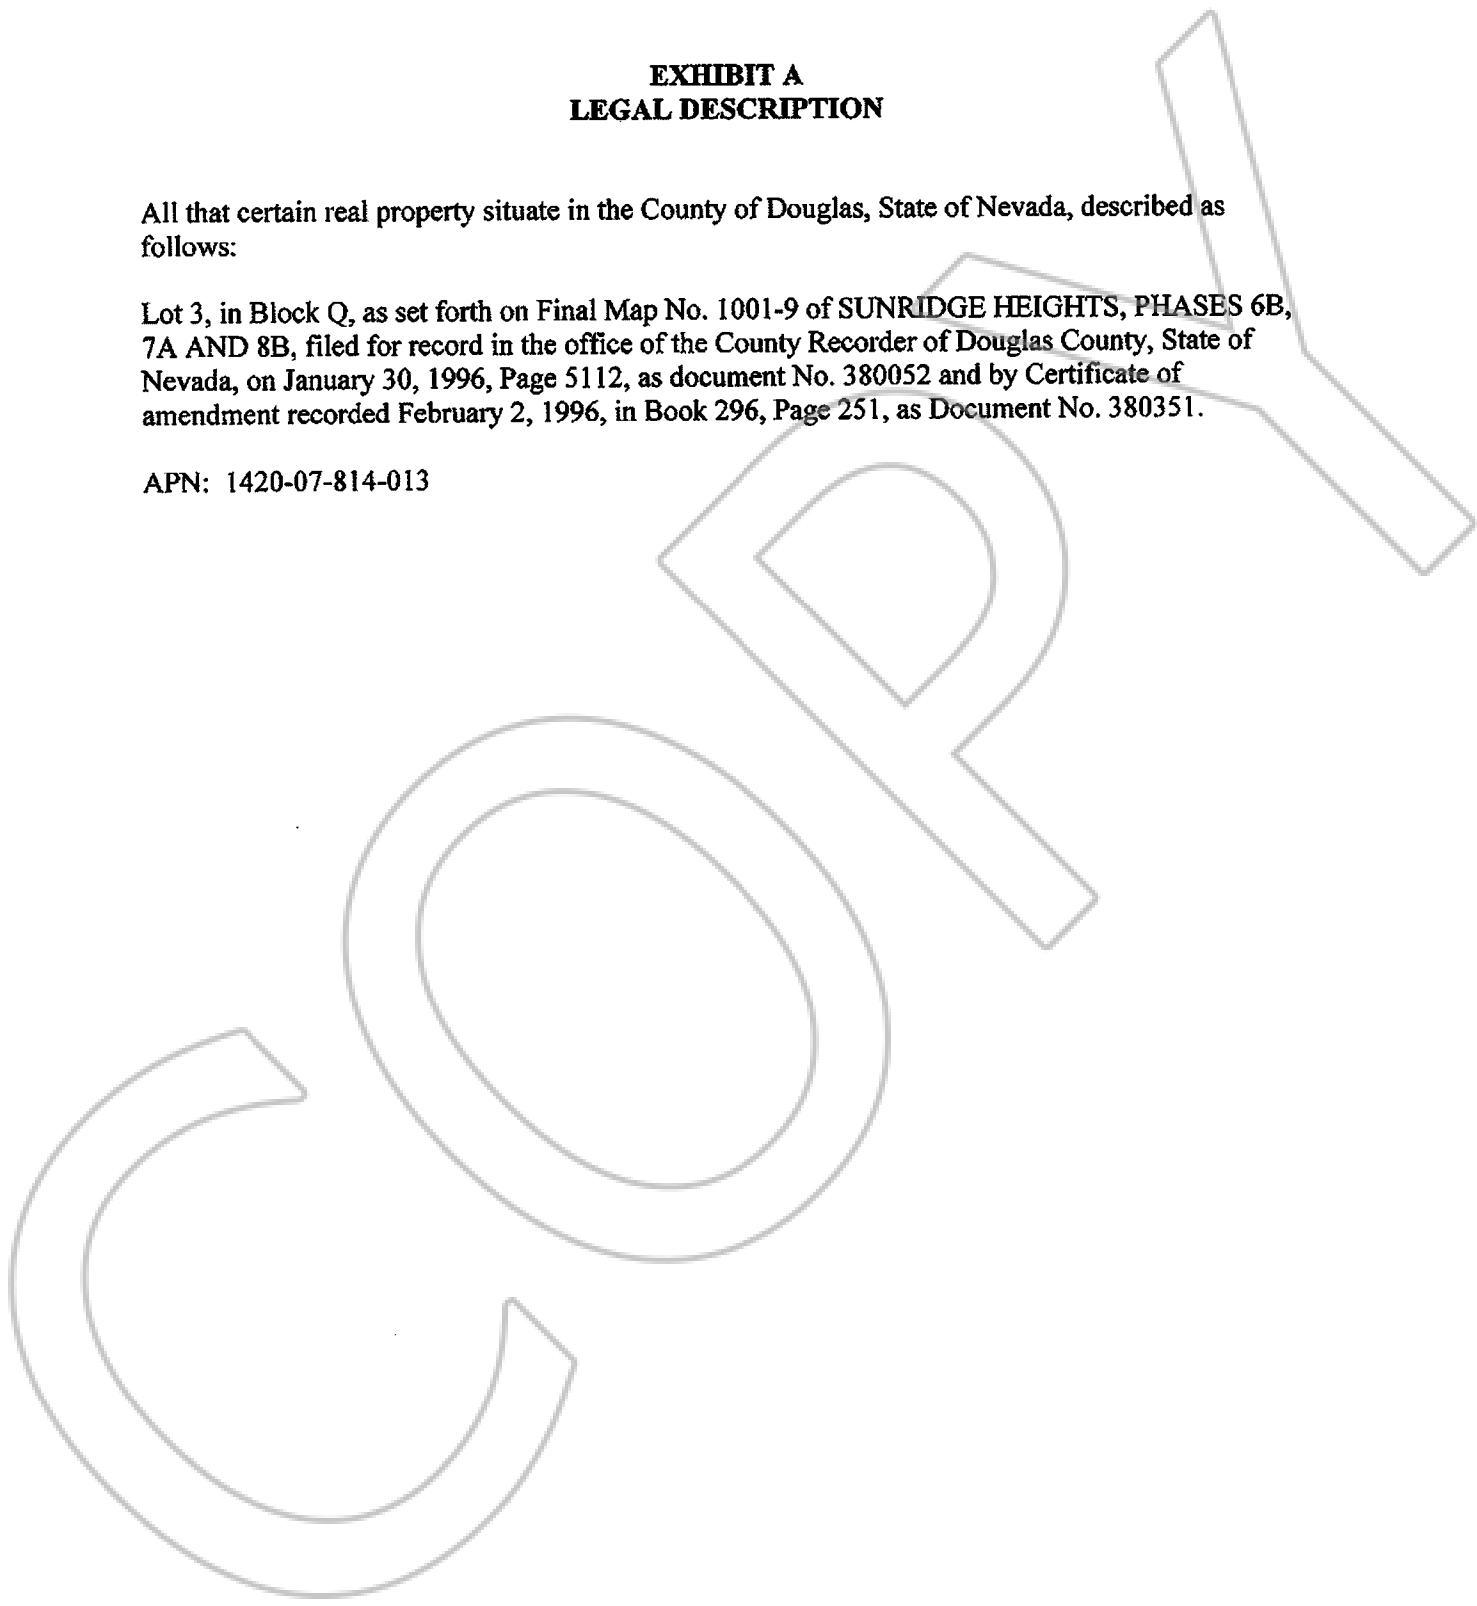 EXHIBIT A
LEGAL DESCRIPTION
All that certain real property situate in the County of Douglas, State of Nevada, described as
follows:
Lot 3, in Block Q, as set forth on Final Map No. 1001-9 of SUNRIDGE HEIGHTS, PHASES 6B,
7A AND 8B, filed for record in the office of the County Recorder of Douglas County, State of
Nevada, on January 30, 1996, Page 5112, as document No. 380052 and by Certificate of
amendment recorded February 2, 1996, in Book 296, Page 251, as Document No. 380351.
APN: 1420-07-814-013
COPY